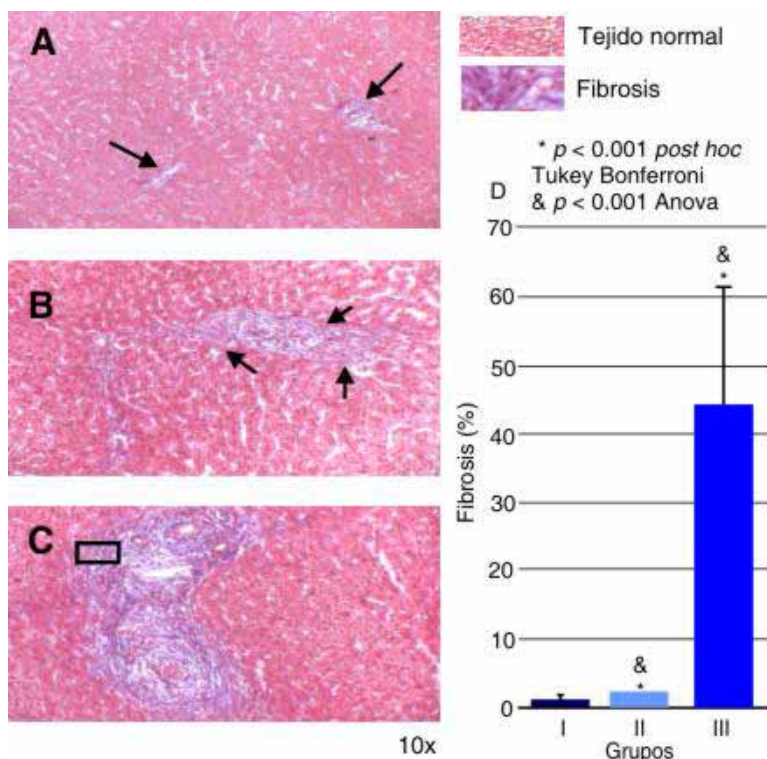 A
B
C
10x
Tejido normal
Fibrosis
* p < 0.001 post hoc
Tukey Bonferroni
& p < 0.001 Anova
D
70
60
50
40
30
20
10
0
Fibrosis (%)
&
*
&
*
I II III
Grupos